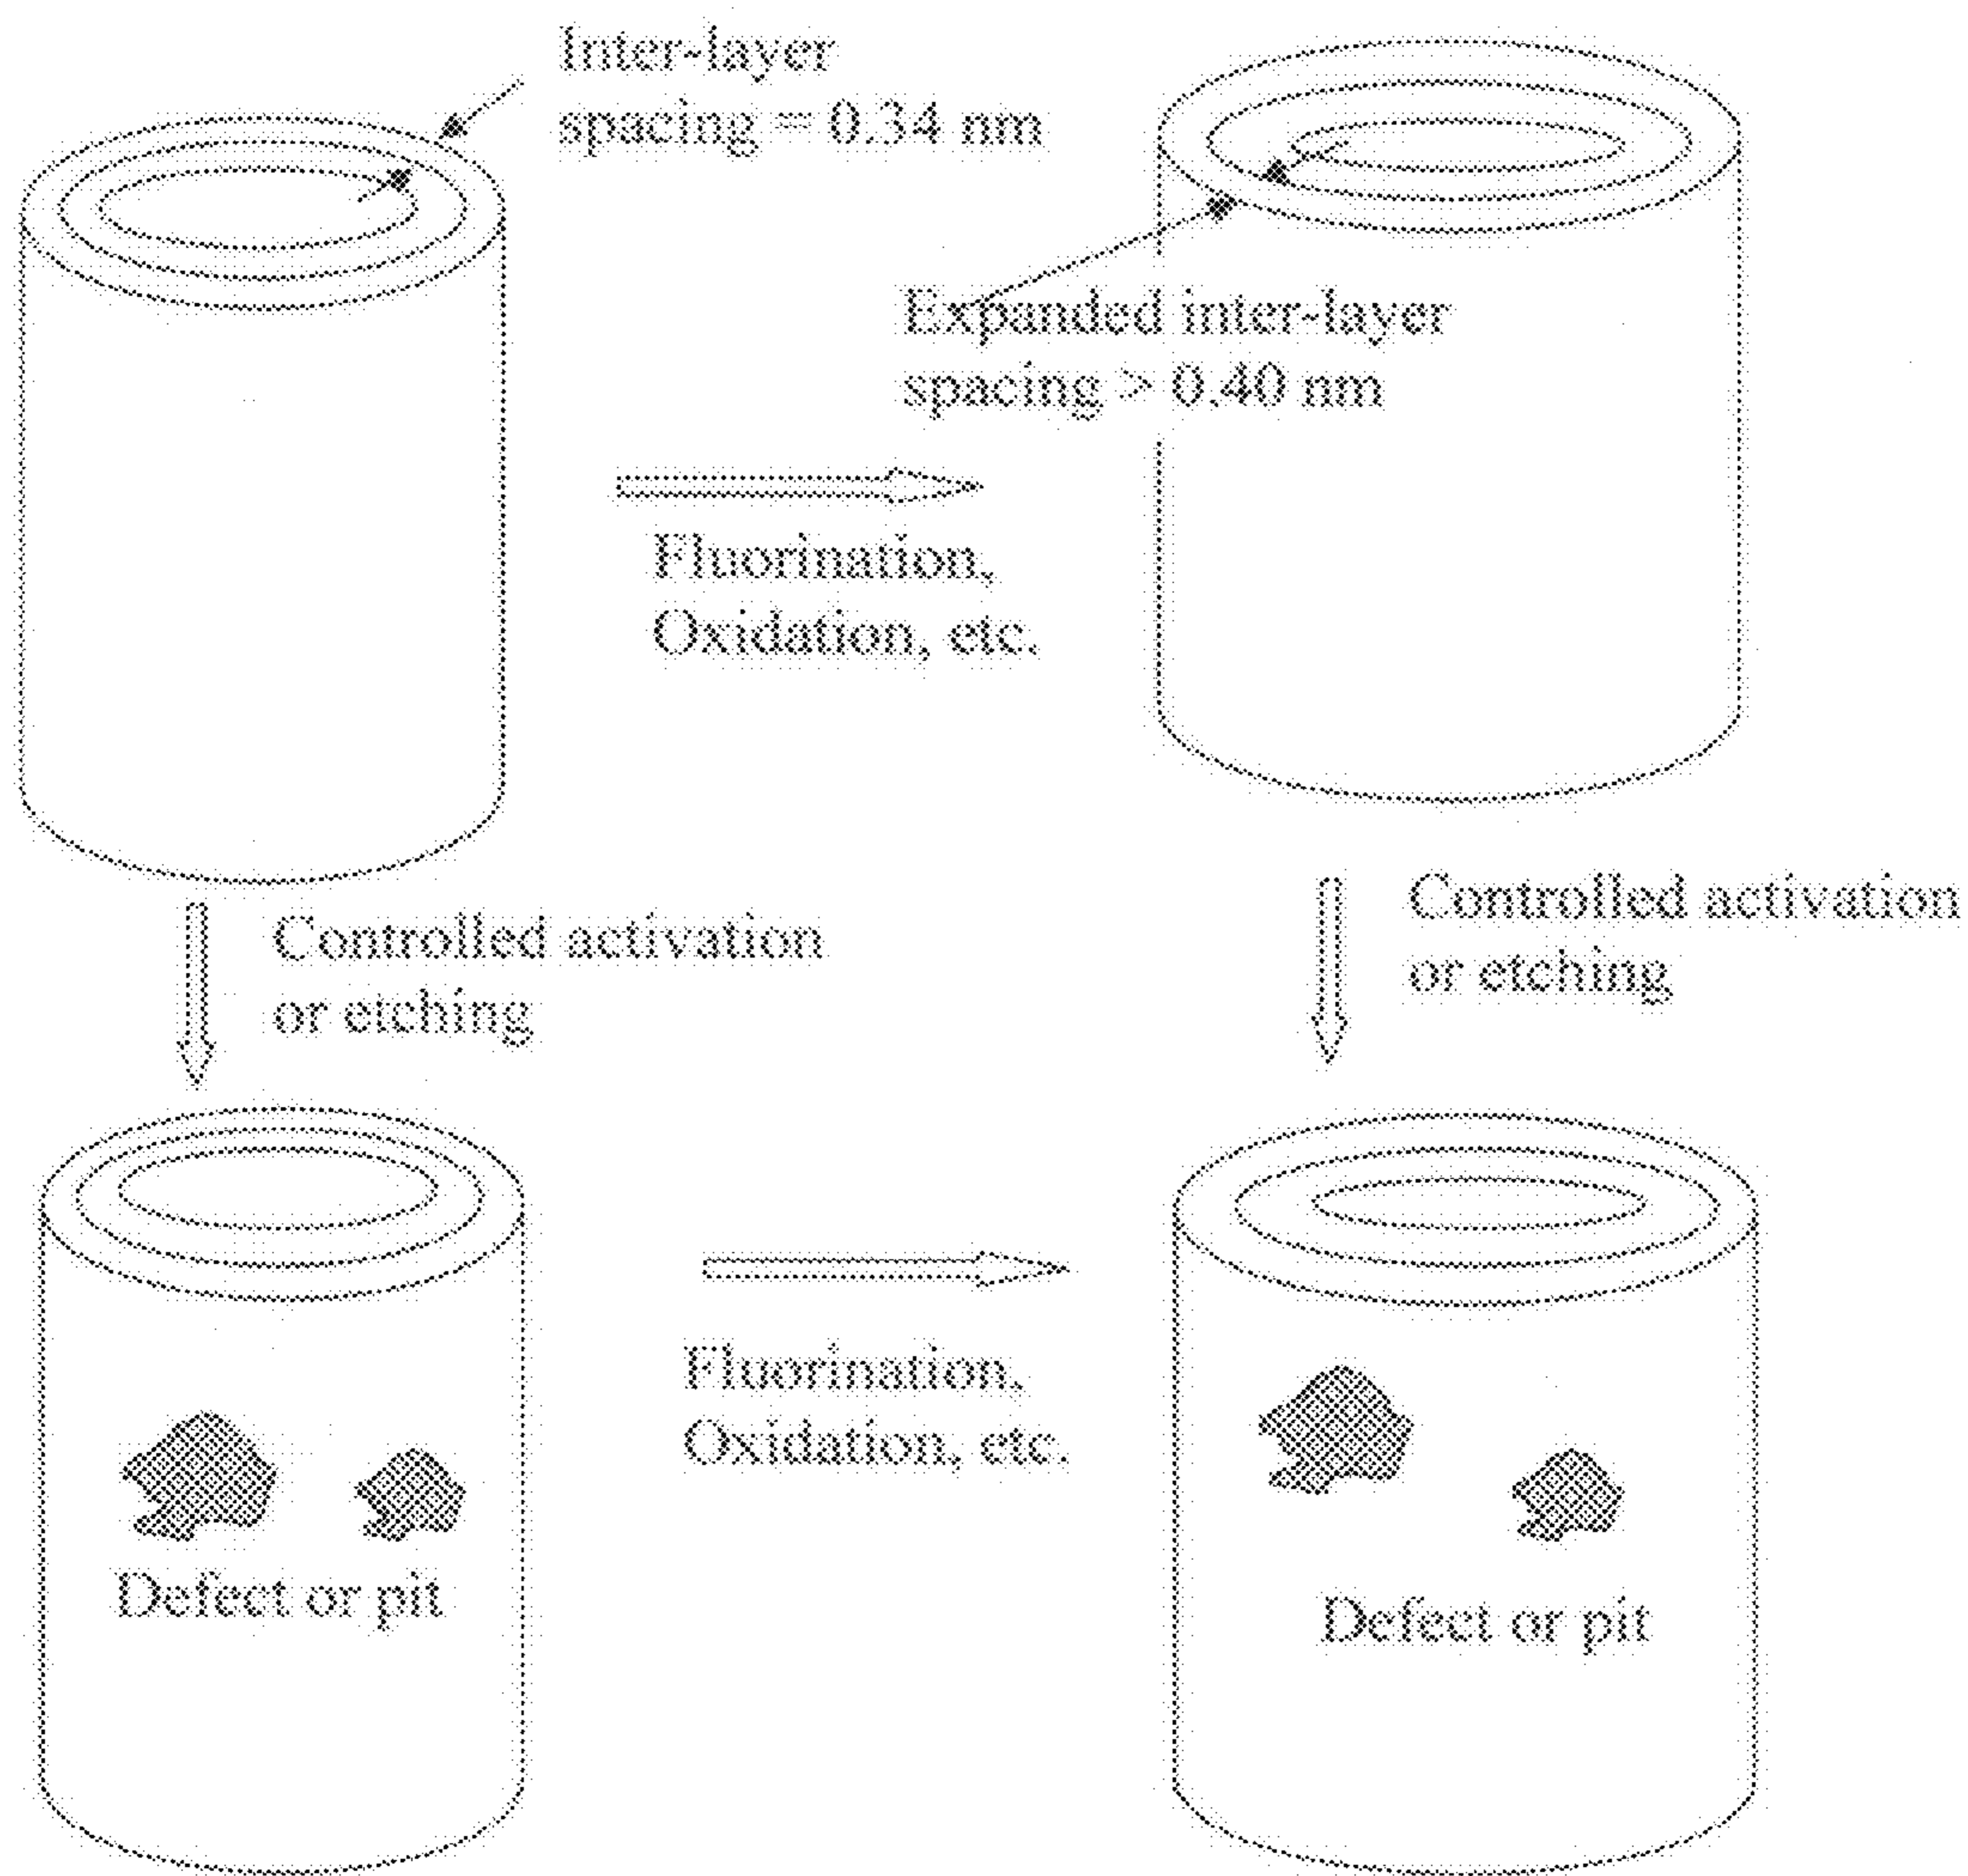 Inter-layer
spacing = 0.34 nm
Expanded inter-layer
spacing > 0.40 nm
Fluorination,
Oxidation, etc.
Controlled activation
or etching
Controlled activation
or etching
Fluorination,
Oxidation, etc.
Defect or pit
Defect or pit